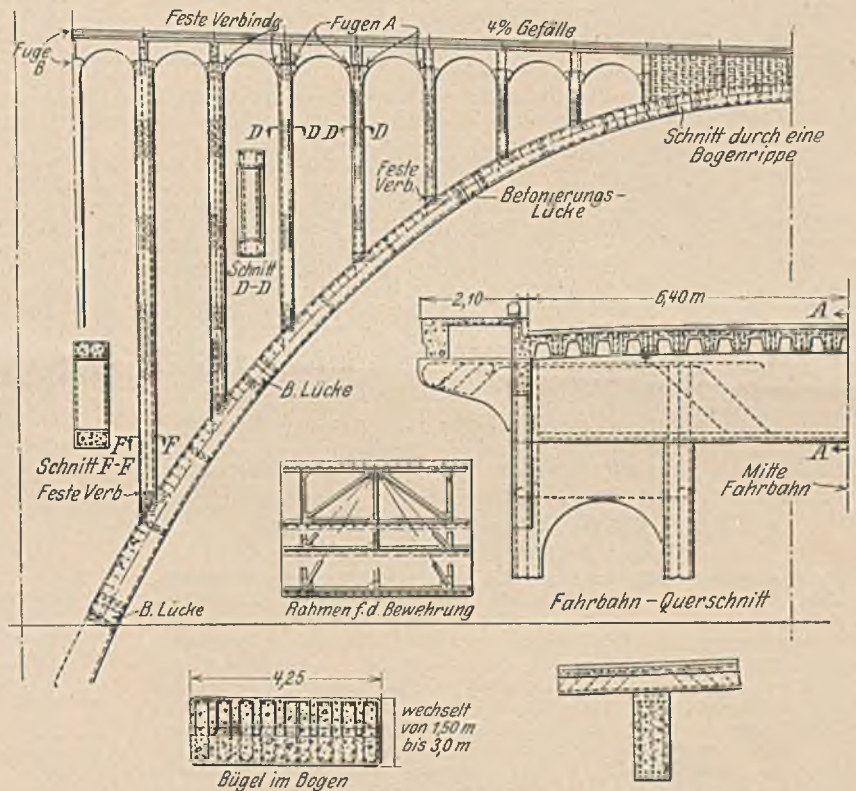 Feste Verbindg
Fugen A
4% Gefälle
Fuge
B
D D D D
Schnitt durch eine
Bogenrippe
Feste
Verb.
Betonierungs-
Lücke
Schnitt
D-D
2,10
6,40m
A
B. Lücke
F F
Schnitt F-F
Feste Verb.
A
Mitte
Fahrbahn
Rahmen f.d. Bewehrung
Fahrbahn-Querschnitt
B. Lücke
4,25
wechselt
von 1,50 m
bis 3,0 m
Bügel im Bogen